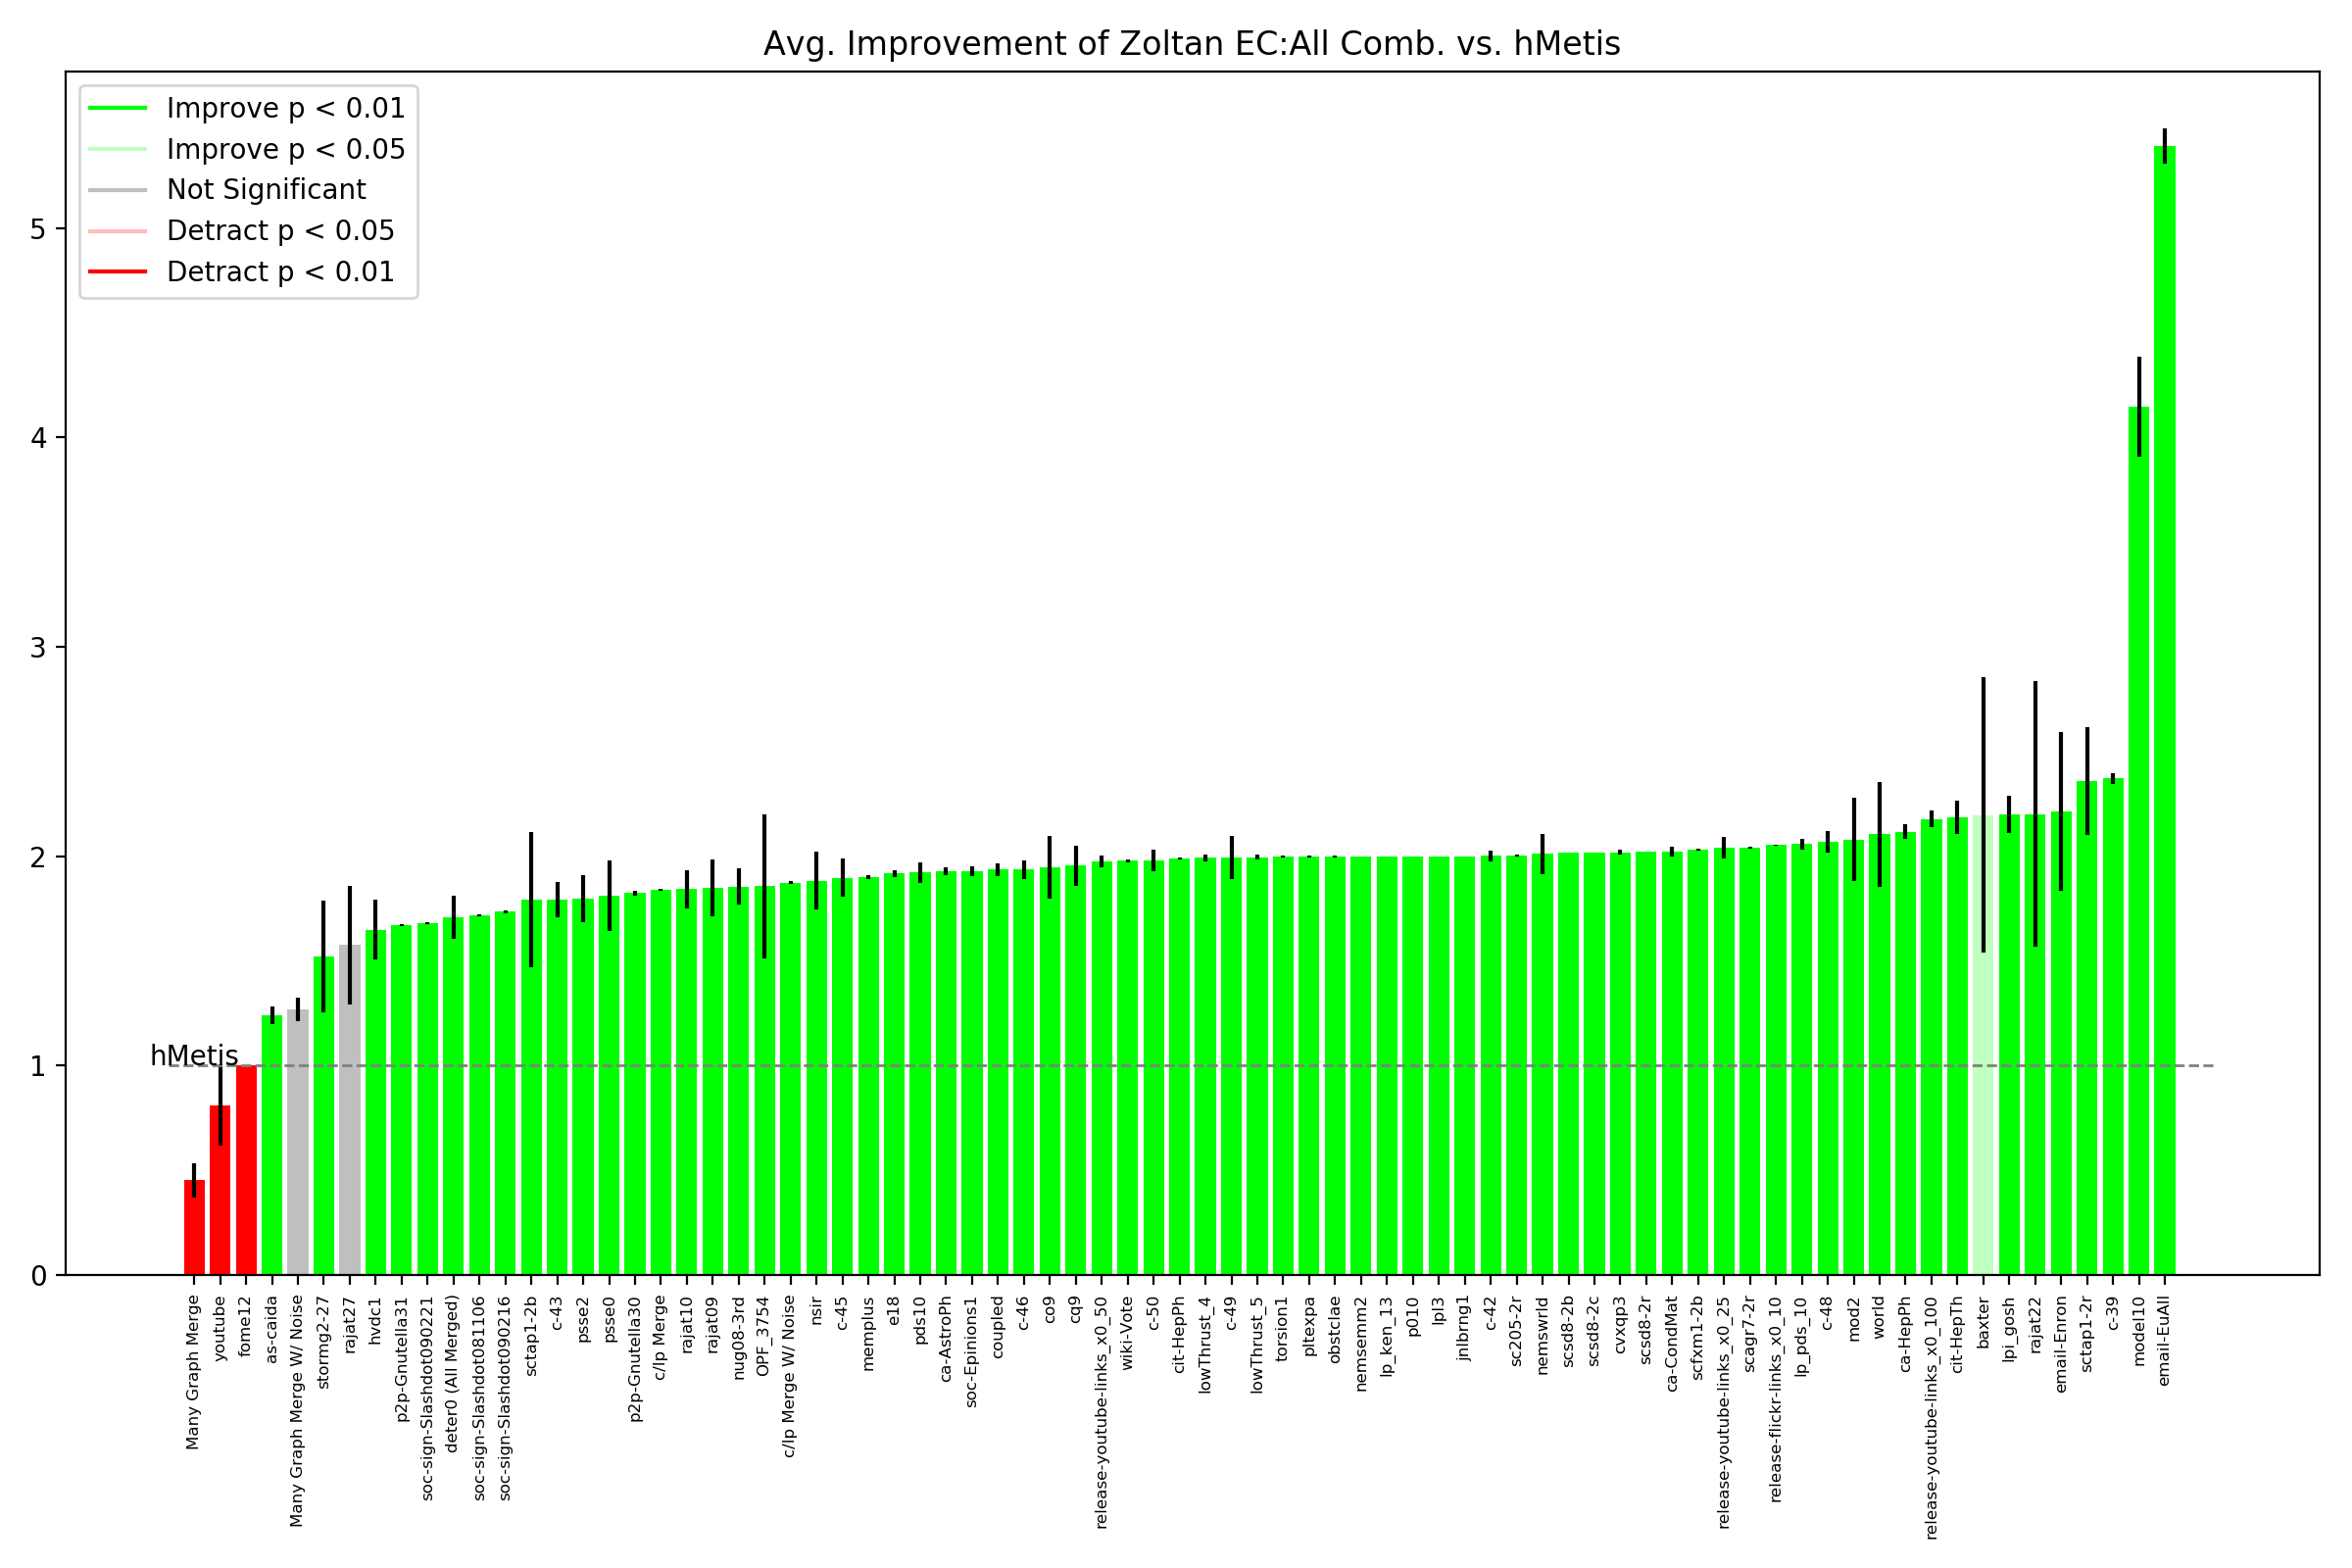 Avg. Improvement of Zoltan EC:All Comb. vs. hMetis
Improve p < 0.01
Improve p < 0.05
Not Significant
Detract p < 0.05
Detract p < 0.01
5
4
3
2
1
0
hMetis
Many Graph Merge
youtube
fome12
as-caida
Many Graph Merge W/ Noise
stormg2-27
rajat27
hvdc1
p2p-Gnutella31
soc-sign-Slashdot090221
deter0 (All Merged)
soc-sign-Slashdot081106
soc-sign-Slashdot090216
sctap1-2b
c-43
psse2
psse0
p2p-Gnutella30
c/lp Merge
rajat10
rajat09
nug08-3rd
OPF_3754
c/lp Merge W/ Noise
nsir
c-45
memplus
e18
pds10
ca-AstroPh
soc-Epinions1
coupled
c-46
co9
cq9
release-youtube-links_x0_50
wiki-Vote
c-50
cit-HepPh
lowThrust_4
c-49
lowThrust_5
torsion1
pltexpa
obstclae
nemsemm2
lp_ken_13
p010
lpl3
jnlbrng1
c-42
sc205-2r
nemswrld
scsd8-2b
scsd8-2c
cvxqp3
scsd8-2r
ca-CondMat
scfxm1-2b
release-youtube-links_x0_25
scagr7-2r
release-flickr-links_x0_10
lp_pds_10
c-48
mod2
world
ca-HepPh
release-youtube-links_x0_100
cit-HepTh
baxter
lpi_gosh
rajat22
email-Enron
sctap1-2r
c-39
model10
email-EuAll